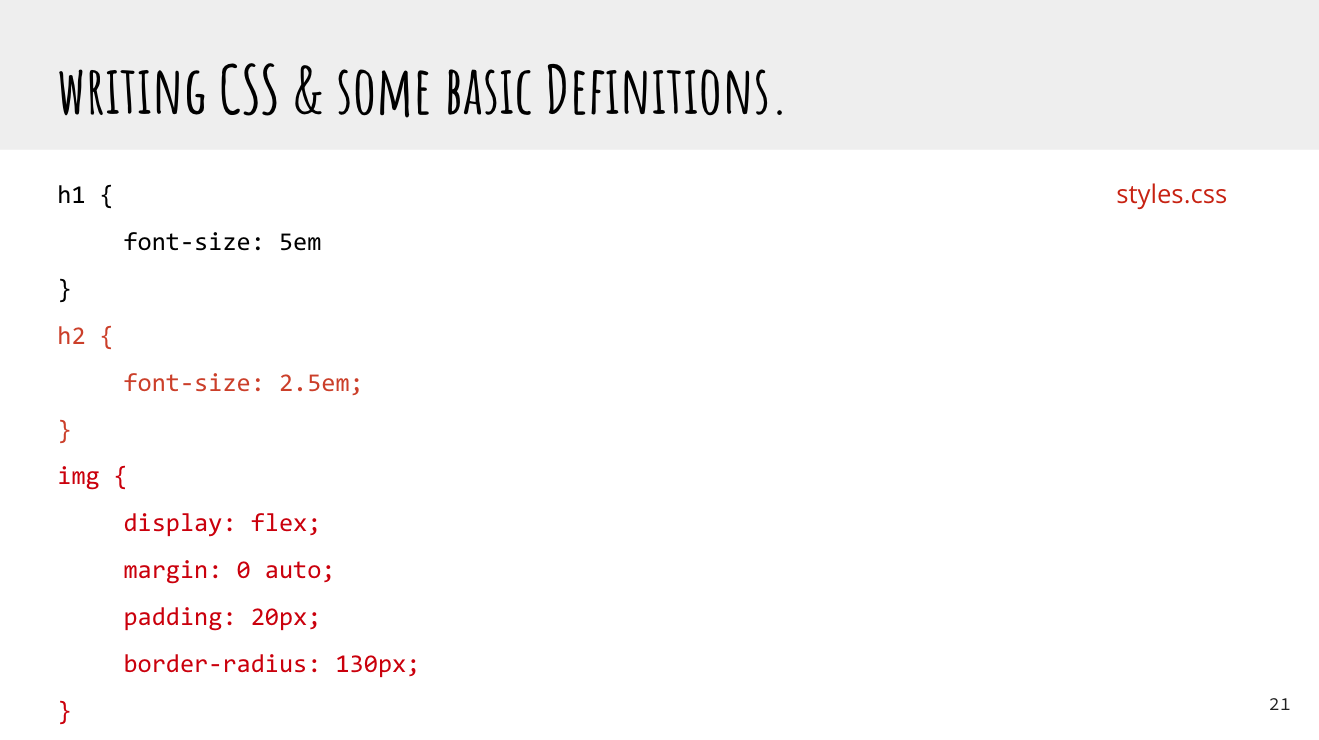 writing CSS & some basic Definitions.
h1 {
styles.css
font-size: 5em
}
h2 {
font-size: 2.5em;
}
img {
display: flex;
margin: 0 auto;
padding: 20px;
border-radius: 130px;
}
21